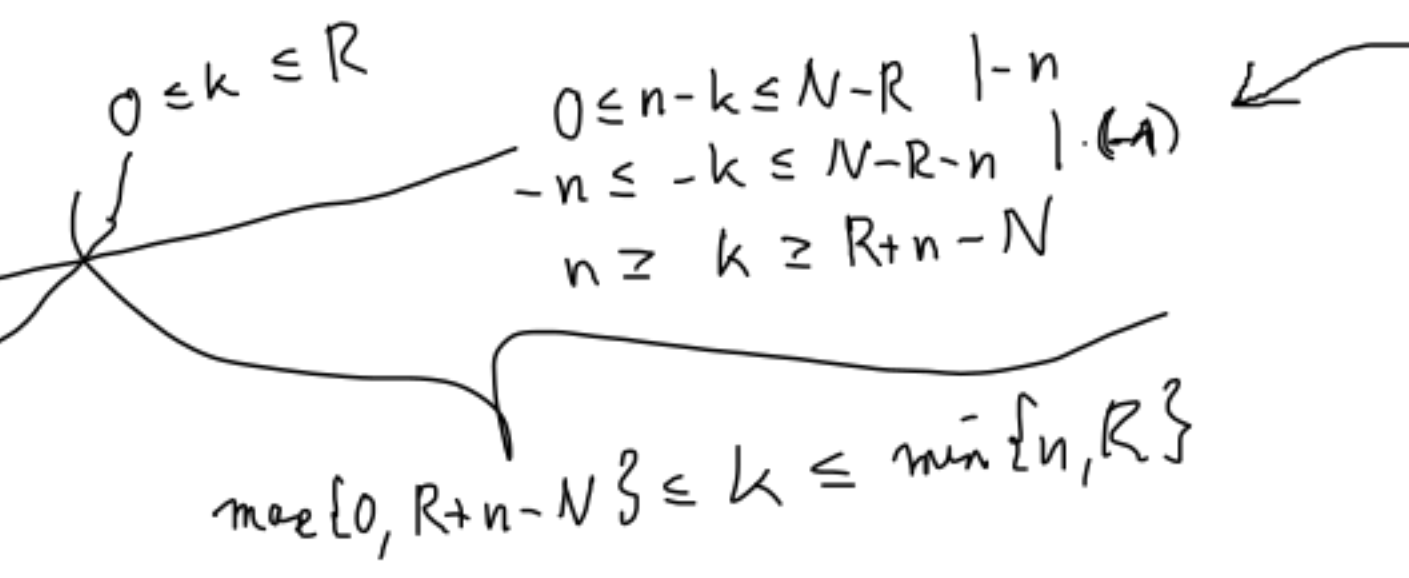 0 ≤ k ≤ R
0 ≤ n - k ≤ N - R | - n
- n ≤ - k ≤ N - R - n | · (-1)
n ≥ k ≥ R + n - N
max{0, R + n - N} ≤ k ≤ min{n, R}